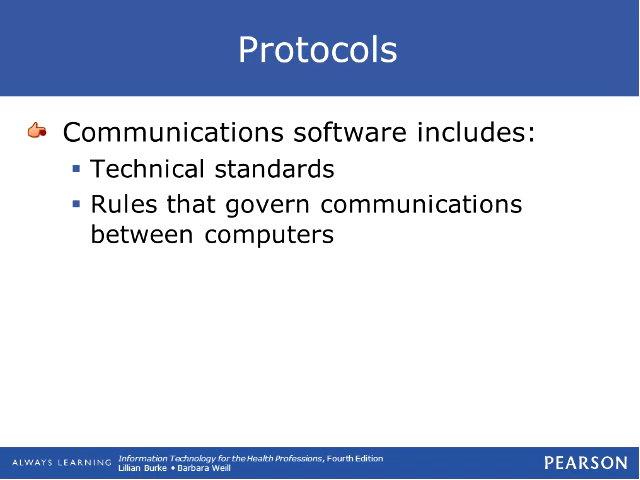 Protocols
Communications software includes:
Technical standards
Rules that govern communications
between computers
ALWAYS LEARNING
Information Technology for the Health Professions, Fourth Edition
Lillian Burke • Barbara Weill
PEARSON